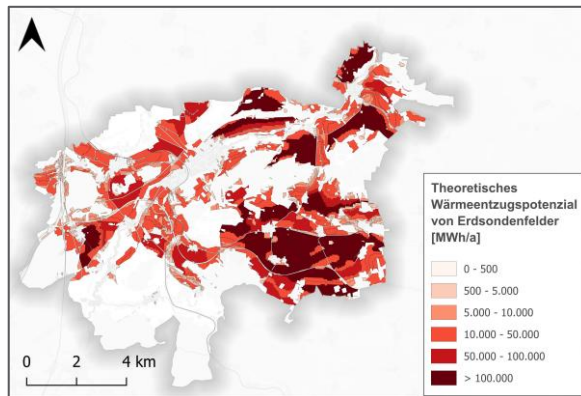 Theoretisches
Wärmeentzugspotenzial
von Erdsondenfelder
[MWh/a]
0 - 500
500 - 5.000
5.000 - 10.000
10.000 - 50.000
50.000 - 100.000
> 100.000
0 2 4 km